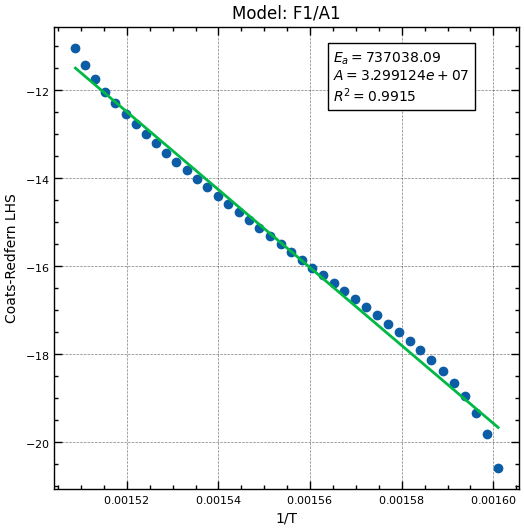 Model: F1/A1
E_a = 737038.09
A = 3.299124e + 07
R² = 0.9915
−12
−14
−16
−18
−20
Coats-Redfern LHS
0.00152 0.00154 0.00156 0.00158 0.00160
1/T